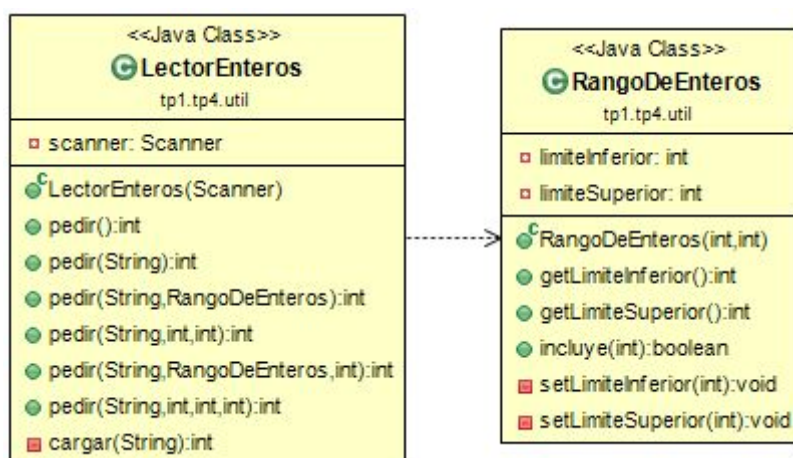 <<Java Class>>
LectorEnteros
tp1.tp4.util
scanner: Scanner
LectorEnteros(Scanner)
pedir():int
pedir(String):int
pedir(String,RangoDeEnteros):int
pedir(String,int,int):int
pedir(String,RangoDeEnteros,int):int
pedir(String,int,int,int):int
cargar(String):int
<<Java Class>>
RangoDeEnteros
tp1.tp4.util
limiteInferior: int
limiteSuperior: int
RangoDeEnteros(int,int)
getLimiteInferior():int
getLimiteSuperior():int
incluye(int):boolean
setLimiteInferior(int):void
setLimiteSuperior(int):void